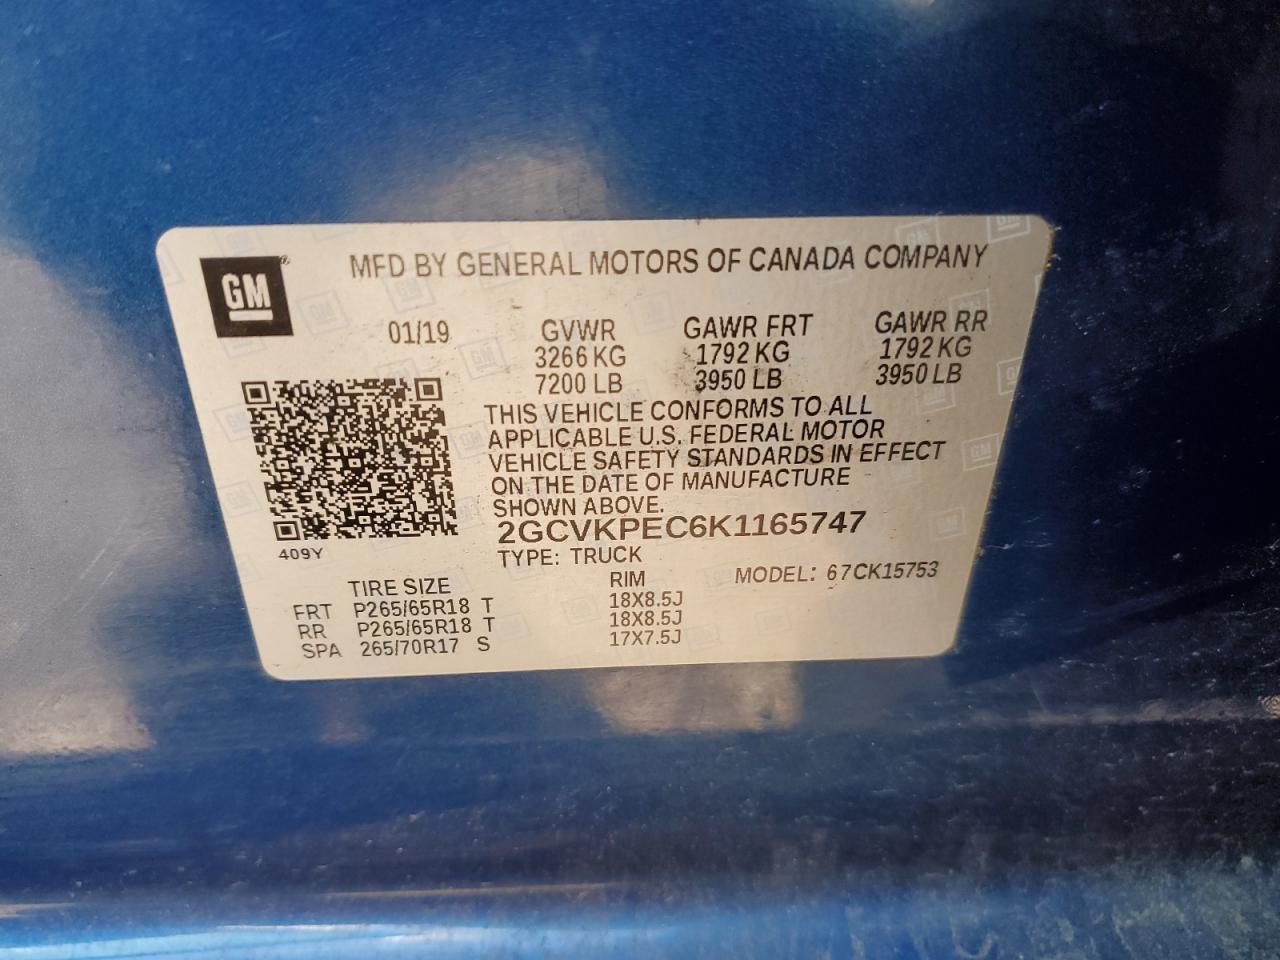 GM
MFD BY GENERAL MOTORS OF CANADA COMPANY
01/19 GVWR GAWR FRT GAWR RR
3266 KG 1792 KG 1792 KG
7200 LB 3950 LB 3950 LB
THIS VEHICLE CONFORMS TO ALL
APPLICABLE U.S. FEDERAL MOTOR
VEHICLE SAFETY STANDARDS IN EFFECT
ON THE DATE OF MANUFACTURE
SHOWN ABOVE.
2GCVKPEC6K1165747
409Y
TYPE: TRUCK
MODEL: 67CK15753
TIRE SIZE RIM
FRT P265/65R18 T 18X8.5J
RR P265/65R18 T 18X8.5J
SPA 265/70R17 S 17X7.5J